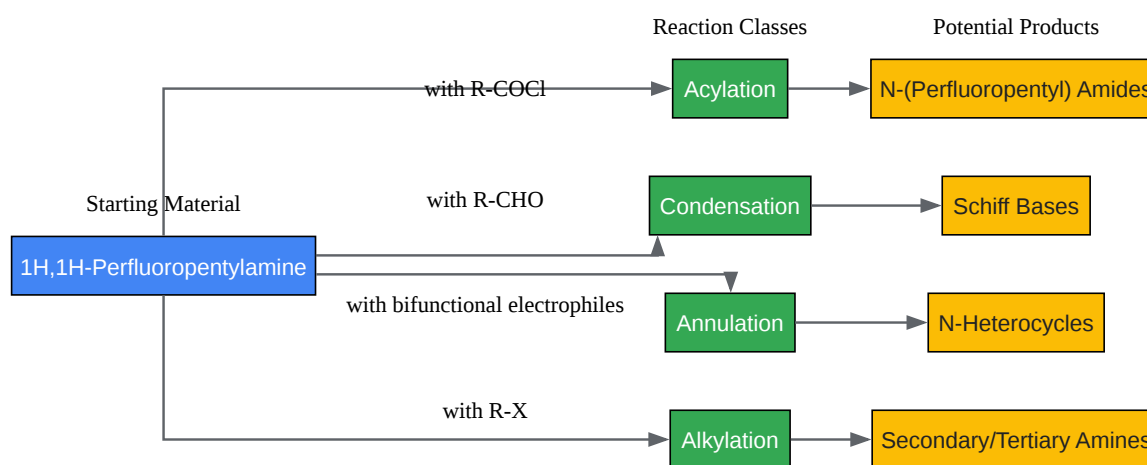 Reaction Classes
Potential Products
with R-COCl
Acylation
N-(Perfluoropentyl) Amides
Starting Material
with R-CHO
Condensation
Schiff Bases
1H,1H-Perfluoropentylamine
with bifunctional electrophiles
Annulation
N-Heterocycles
with R-X
Alkylation
Secondary/Tertiary Amines